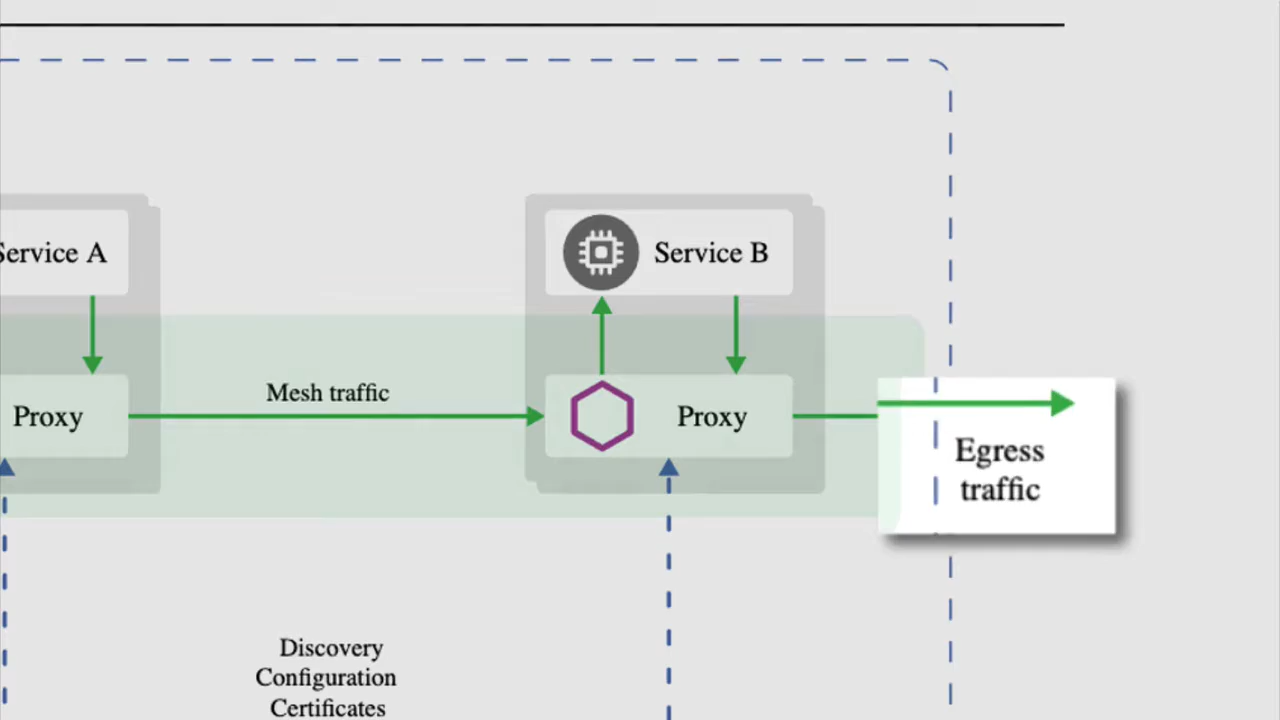 Service A
Service B
Mesh traffic
Proxy
Proxy
Egress
traffic
Discovery
Configuration
Certificates